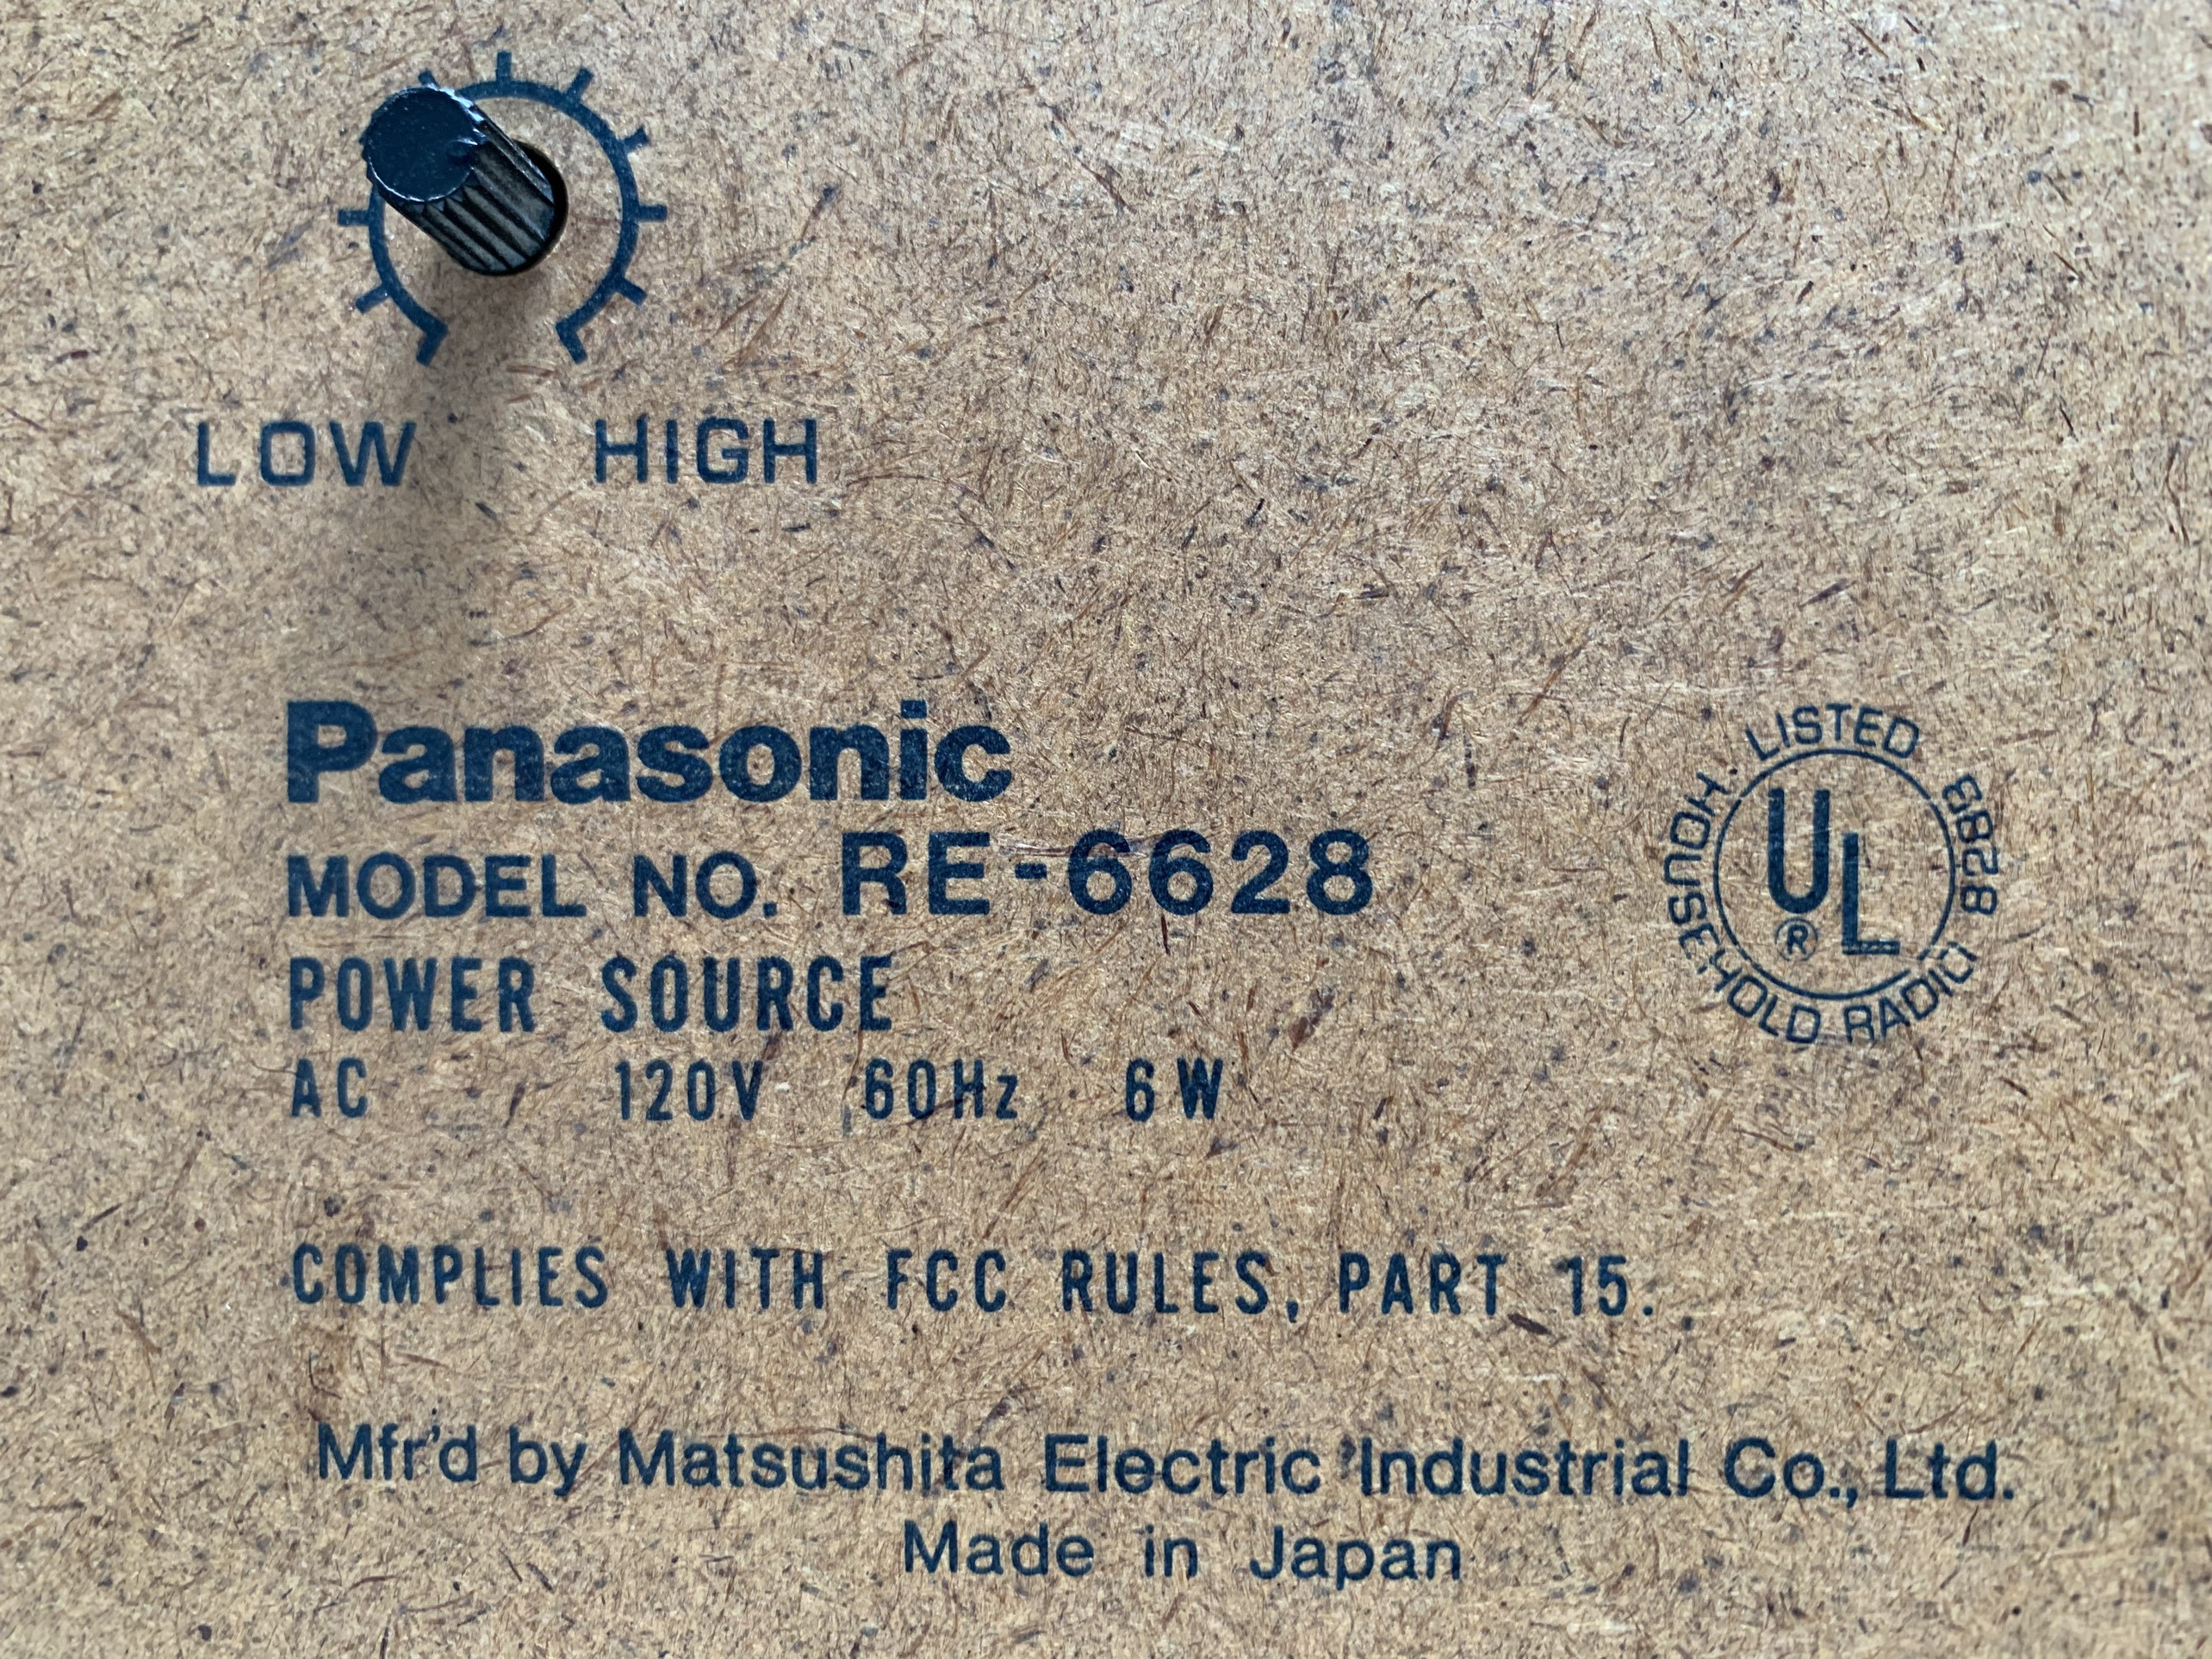 LOW HIGH
Panasonic
MODEL NO. RE-6628
POWER SOURCE
AC 120V 60Hz 6W
LISTED 882B
UL
®
HOUSEHOLD RADIO
COMPLIES WITH FCC RULES, PART 15.
Mfr'd by Matsushita Electric Industrial Co., Ltd.
Made in Japan